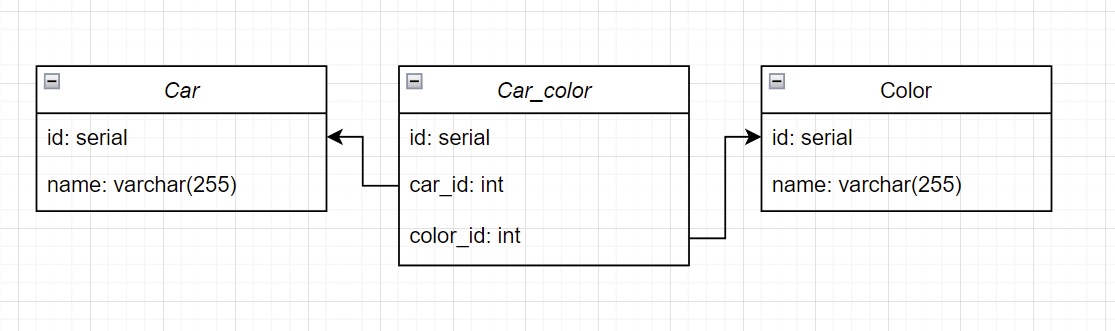 Car
id: serial
name: varchar(255)
Car_color
id: serial
car_id: int
color_id: int
Color
id: serial
name: varchar(255)